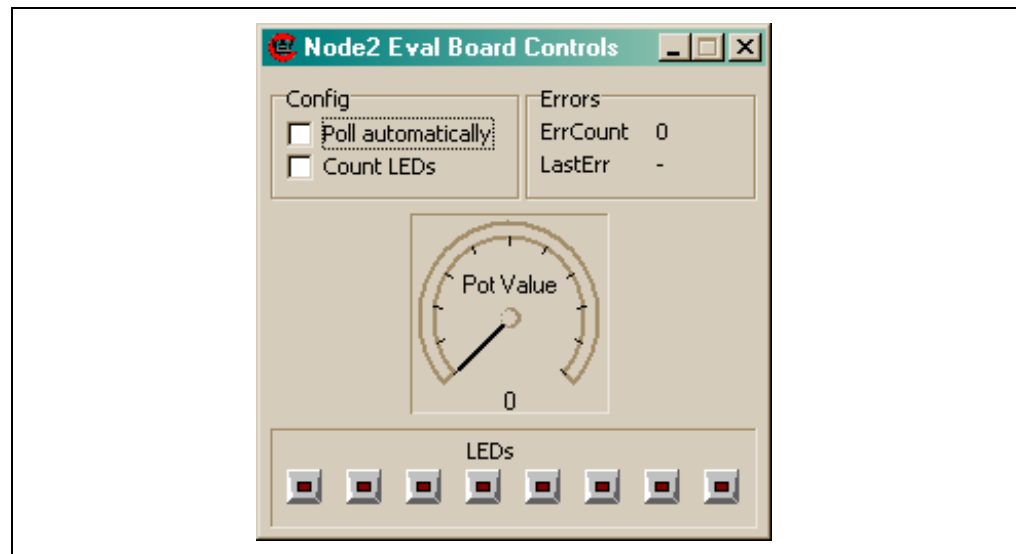 Node2 Eval Board Controls
Config
Poll automatically
Count LEDs
Errors
ErrCount 0
LastErr -
Pot Value
0
LEDs